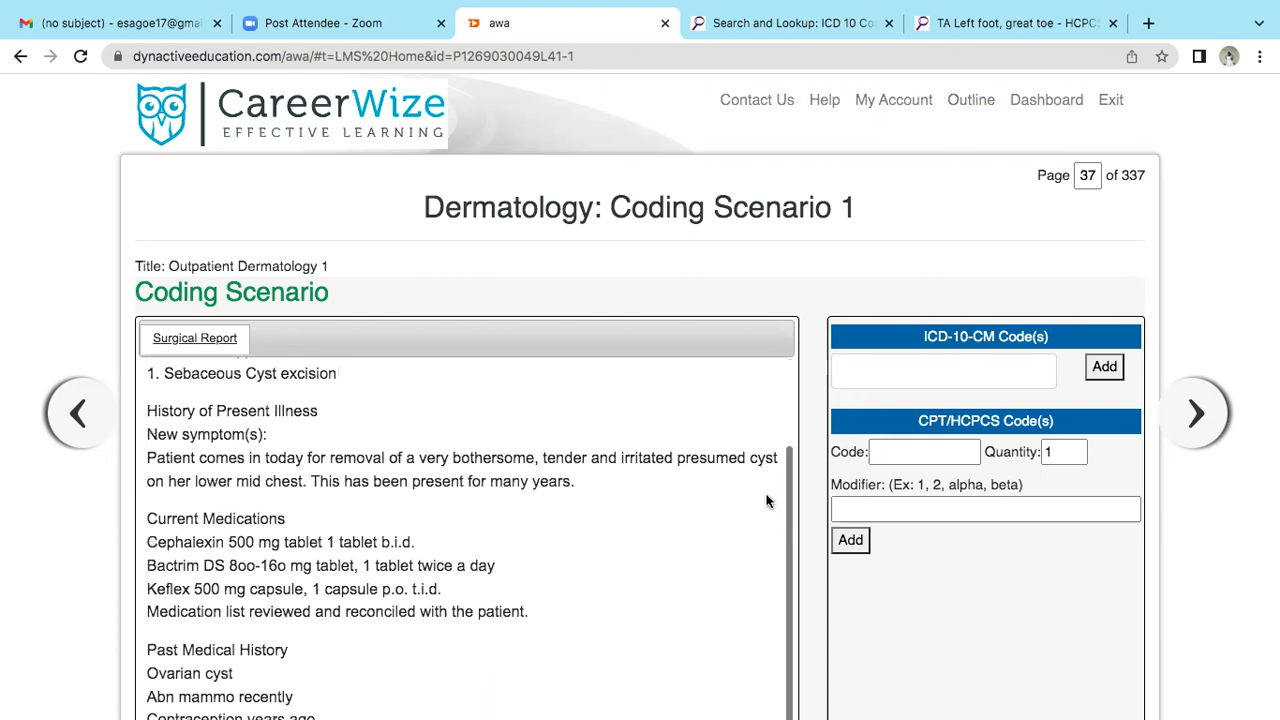 (no subject) - esagoe17@gmai
Post Attendee - Zoom
awa
Search and Lookup: ICD 10 Co
TA Left foot, great toe - HCPCS
dynactiveeducation.com/awa/#t=LMS%20Home&id=P1269030049L41-1
CareerWize
EFFECTIVE LEARNING
Contact Us Help My Account Outline Dashboard Exit
Page 37 of 337
Dermatology: Coding Scenario 1
Title: Outpatient Dermatology 1
Coding Scenario
Surgical Report
1. Sebaceous Cyst excision
History of Present Illness
New symptom(s):
Patient comes in today for removal of a very bothersome, tender and irritated presumed cyst
on her lower mid chest. This has been present for many years.
Current Medications
Cephalexin 500 mg tablet 1 tablet b.i.d.
Bactrim DS 8oo-16o mg tablet, 1 tablet twice a day
Keflex 500 mg capsule, 1 capsule p.o. t.i.d.
Medication list reviewed and reconciled with the patient.
Past Medical History
Ovarian cyst
Abn mammo recently
Contraception years ago
ICD-10-CM Code(s)
Add
CPT/HCPCS Code(s)
Code: Quantity: 1
Modifier: (Ex: 1, 2, alpha, beta)
Add